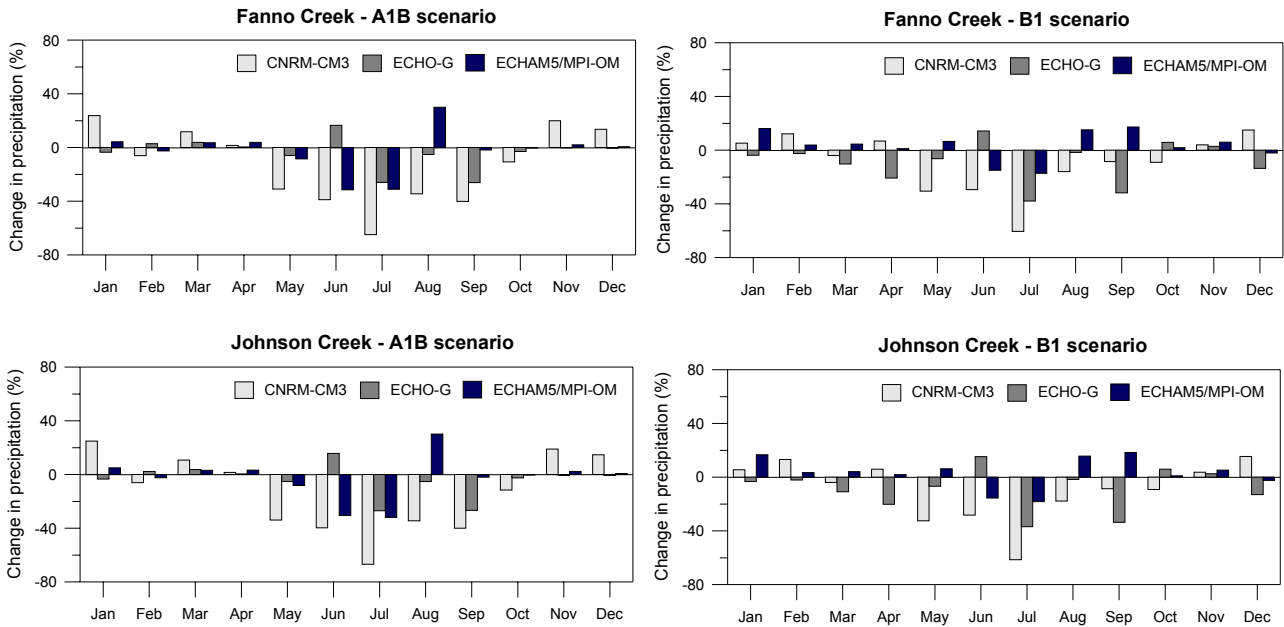 Fanno Creek - A1B scenario
Change in precipitation (%)
80
40
0
-40
-80
CNRM-CM3 ECHO-G ECHAM5/MPI-OM
Jan Feb Mar Apr May Jun Jul Aug Sep Oct Nov Dec
Fanno Creek - B1 scenario
Change in precipitation (%)
80
40
0
-40
-80
CNRM-CM3 ECHO-G ECHAM5/MPI-OM
Jan Feb Mar Apr May Jun Jul Aug Sep Oct Nov Dec
Johnson Creek - A1B scenario
Change in precipitation (%)
80
40
0
-40
-80
CNRM-CM3 ECHO-G ECHAM5/MPI-OM
Jan Feb Mar Apr May Jun Jul Aug Sep Oct Nov Dec
Johnson Creek - B1 scenario
Change in precipitation (%)
80
40
0
-40
-80
CNRM-CM3 ECHO-G ECHAM5/MPI-OM
Jan Feb Mar Apr May Jun Jul Aug Sep Oct Nov Dec